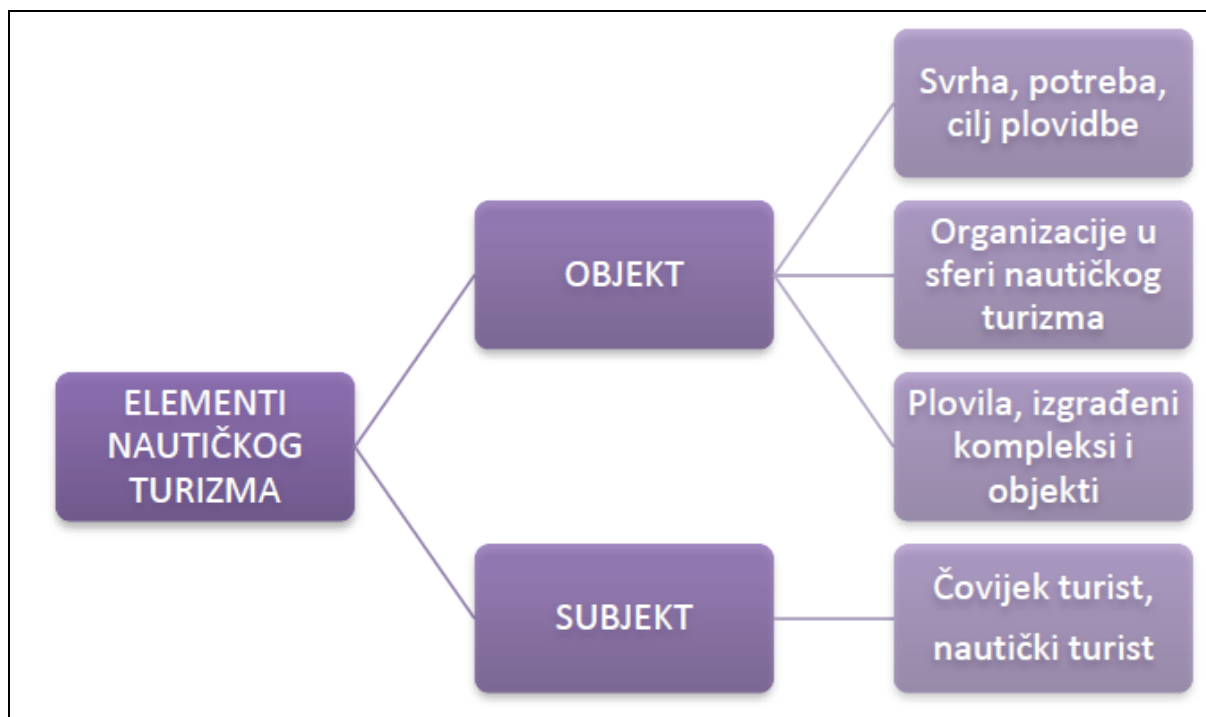 ELEMENTI
NAUTIČKOG
TURIZMA
OBJEKT
Svrha, potreba,
cilj plovidbe
Organizacije u
sferi nautičkog
turizma
Plovila, izgrađeni
kompleksi i
objekti
SUBJEKT
Čovijek turist,
nautički turist